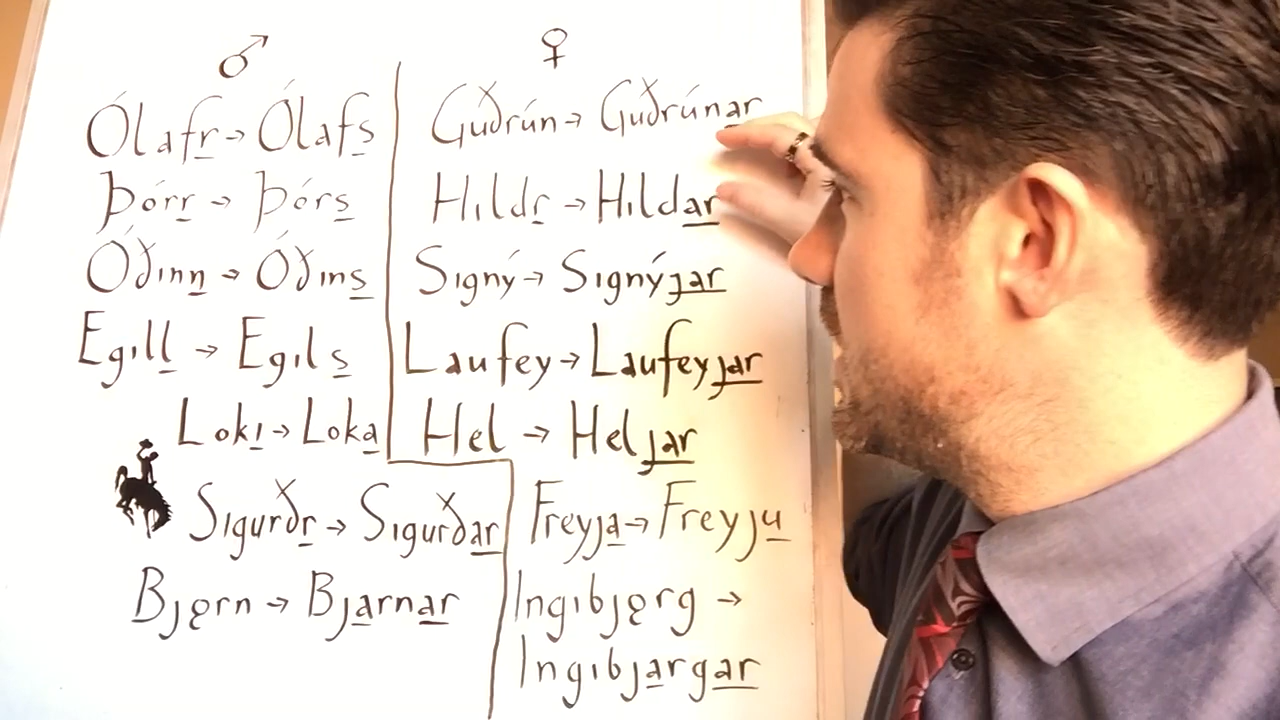 ♂
Ólafr → Ólafs
Þórr → Þórs
Óðinn → Óðins
Egill → Egils
Loki → Loka
Sigurðr → Sigurðar
Bjǫrn → Bjarnar
♀
Guðrún → Guðrúnar
Hildr → Hildar
Signý → Signýjar
Laufey → Laufeyjar
Hel → Heljar
Freyja → Freyju
Ingibjǫrg →
Ingibjargar